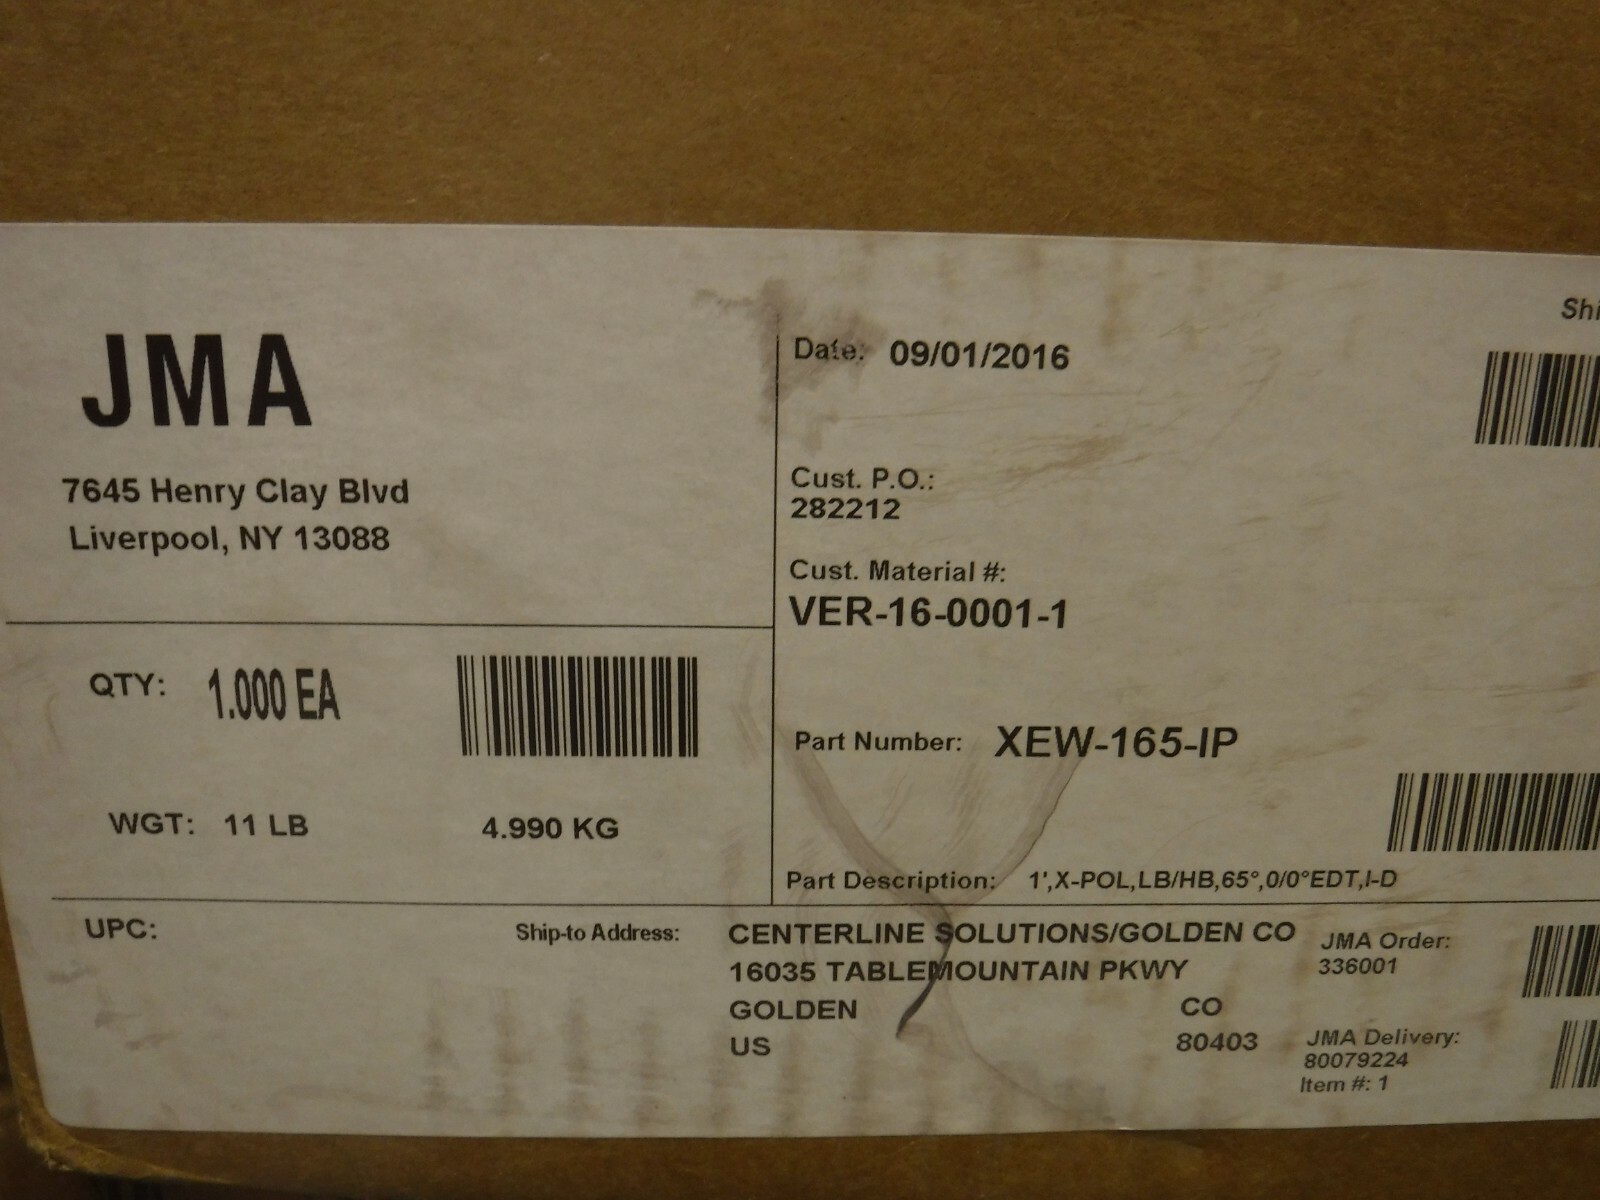 JMA
7645 Henry Clay Blvd
Liverpool, NY 13088
QTY: 1.000 EA
WGT: 11 LB 4.990 KG
Shi
Date: 09/01/2016
Cust. P.O.:
282212
Cust. Material #:
VER-16-0001-1
Part Number: XEW-165-IP
Part Description: 1',X-POL,LB/HB,65°,0/0°EDT,I-D
UPC:
Ship-to Address: CENTERLINE SOLUTIONS/GOLDEN CO
16035 TABLEMOUNTAIN PKWY
GOLDEN CO
US 80403
JMA Order:
336001
JMA Delivery:
80079224
Item #: 1